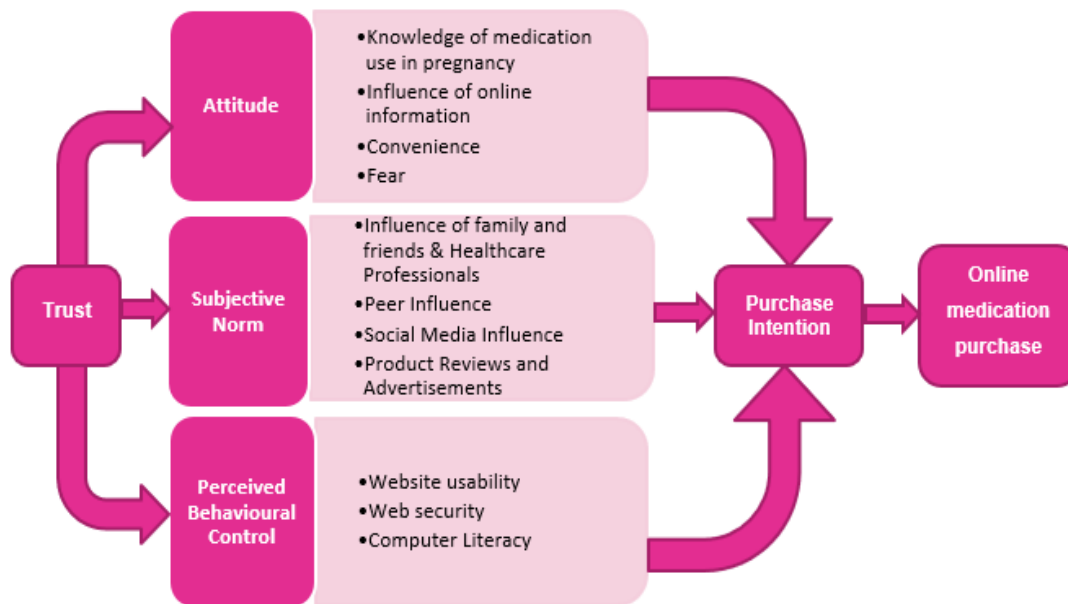 Trust
Attitude
•Knowledge of medication
use in pregnancy
•Influence of online
information
•Convenience
•Fear
Subjective
Norm
•Influence of family and
friends & Healthcare
Professionals
•Peer Influence
•Social Media Influence
•Product Reviews and
Advertisements
Perceived
Behavioural
Control
•Website usability
•Web security
•Computer Literacy
Purchase
Intention
Online
medication
purchase